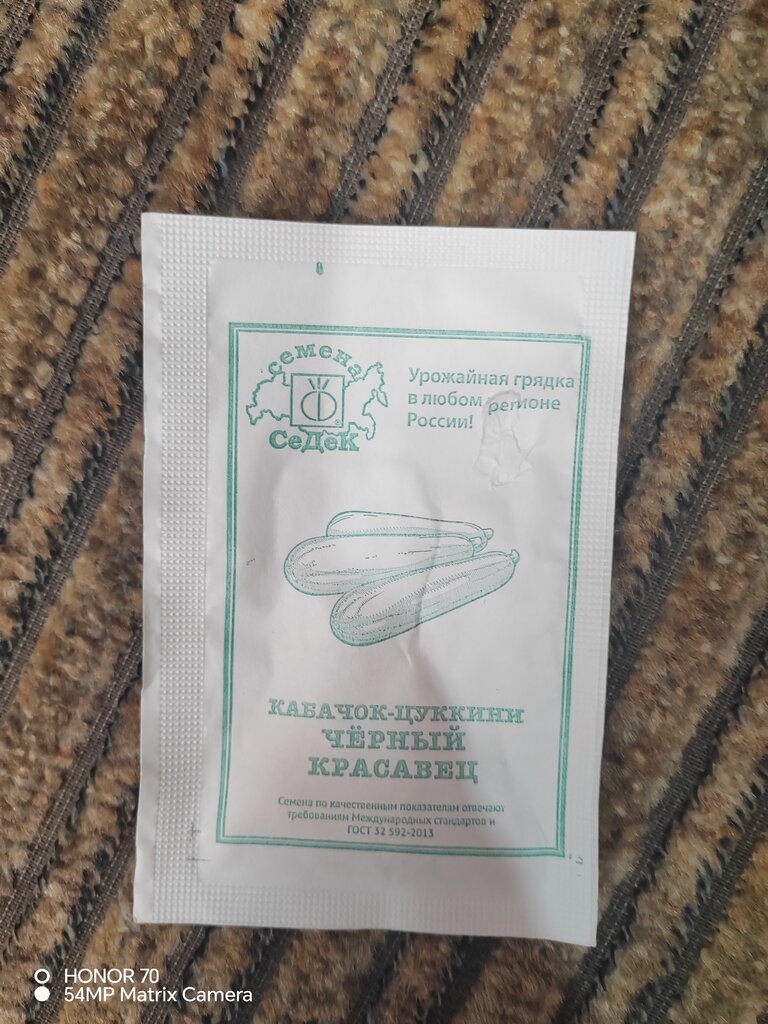 семена
СеДеК
Урожайная грядка
в любом регионе
России!
КАБАЧОК-ЦУККИНИ
ЧЁРНЫЙ
КРАСАВЕЦ
Семена по качественным показателям отвечают
требованиям Международных стандартов и
ГОСТ 32 592-2013
HONOR 70
54MP Matrix Camera